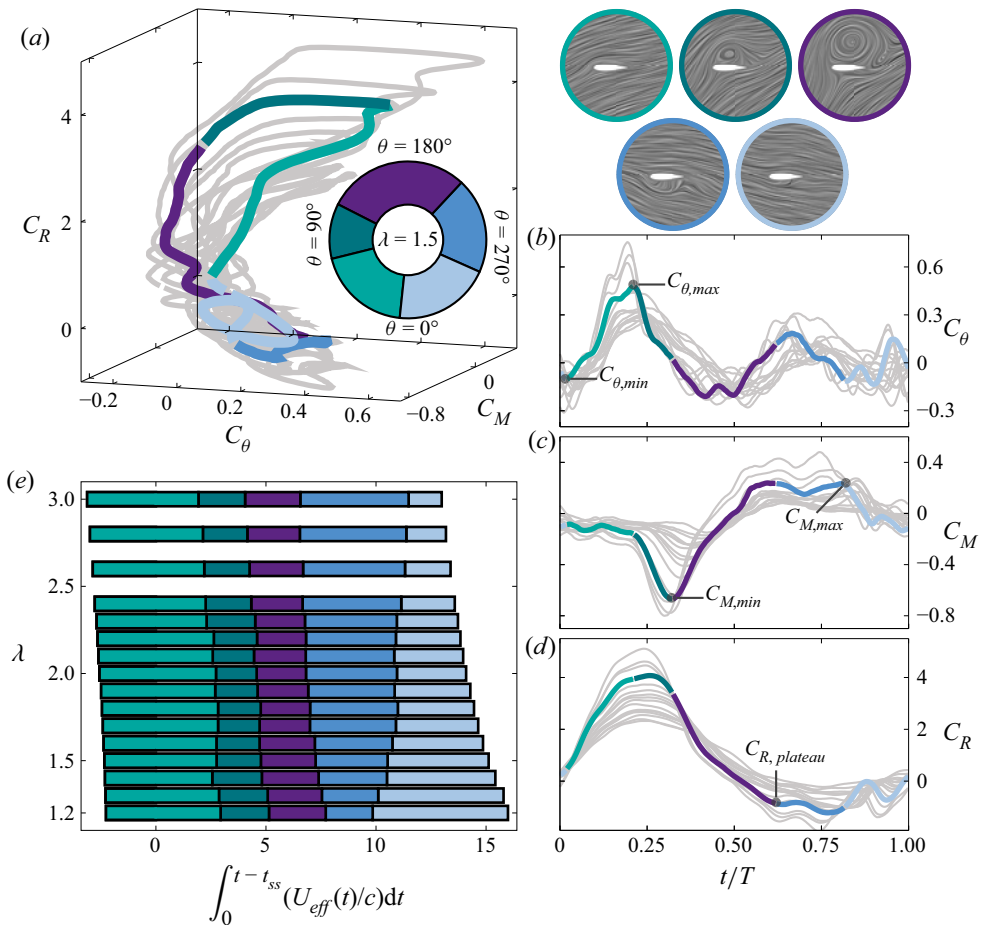 (a)
4
C_R
2
0
−0.2
0
0.2
0.4
0.6
C_θ
−0.8
0
C_M
θ = 180°
θ = 90°
λ = 1.5
θ = 270°
θ = 0°
(b)
C_θ,max
C_θ,min
0.6
0.3
C_θ
0
−0.3
(c)
C_M,max
C_M,min
0.4
0
C_M
−0.4
−0.8
(d)
C_R, plateau
4
2
C_R
0
0
0.25
0.50
0.75
1.00
t/T
(e)
3.0
2.5
λ
2.0
1.5
1.2
0
5
10
15
∫_0^{t − t_ss} (U_eff(t)/c)dt